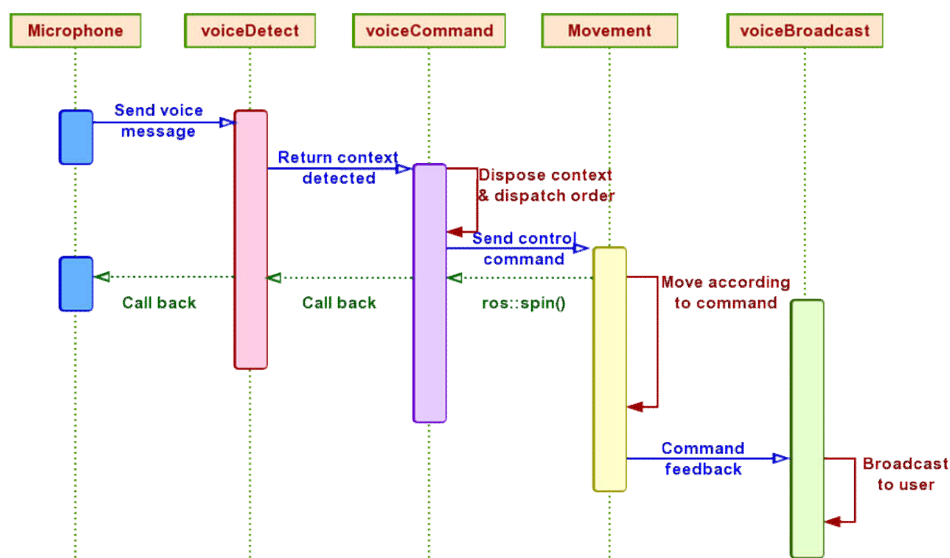 Microphone
voiceDetect
voiceCommand
Movement
voiceBroadcast
Send voice
message
Return context
detected
Dispose context
& dispatch order
Send control
command
Call back
Call back
ros::spin()
Move according
to command
Command
feedback
Broadcast
to user